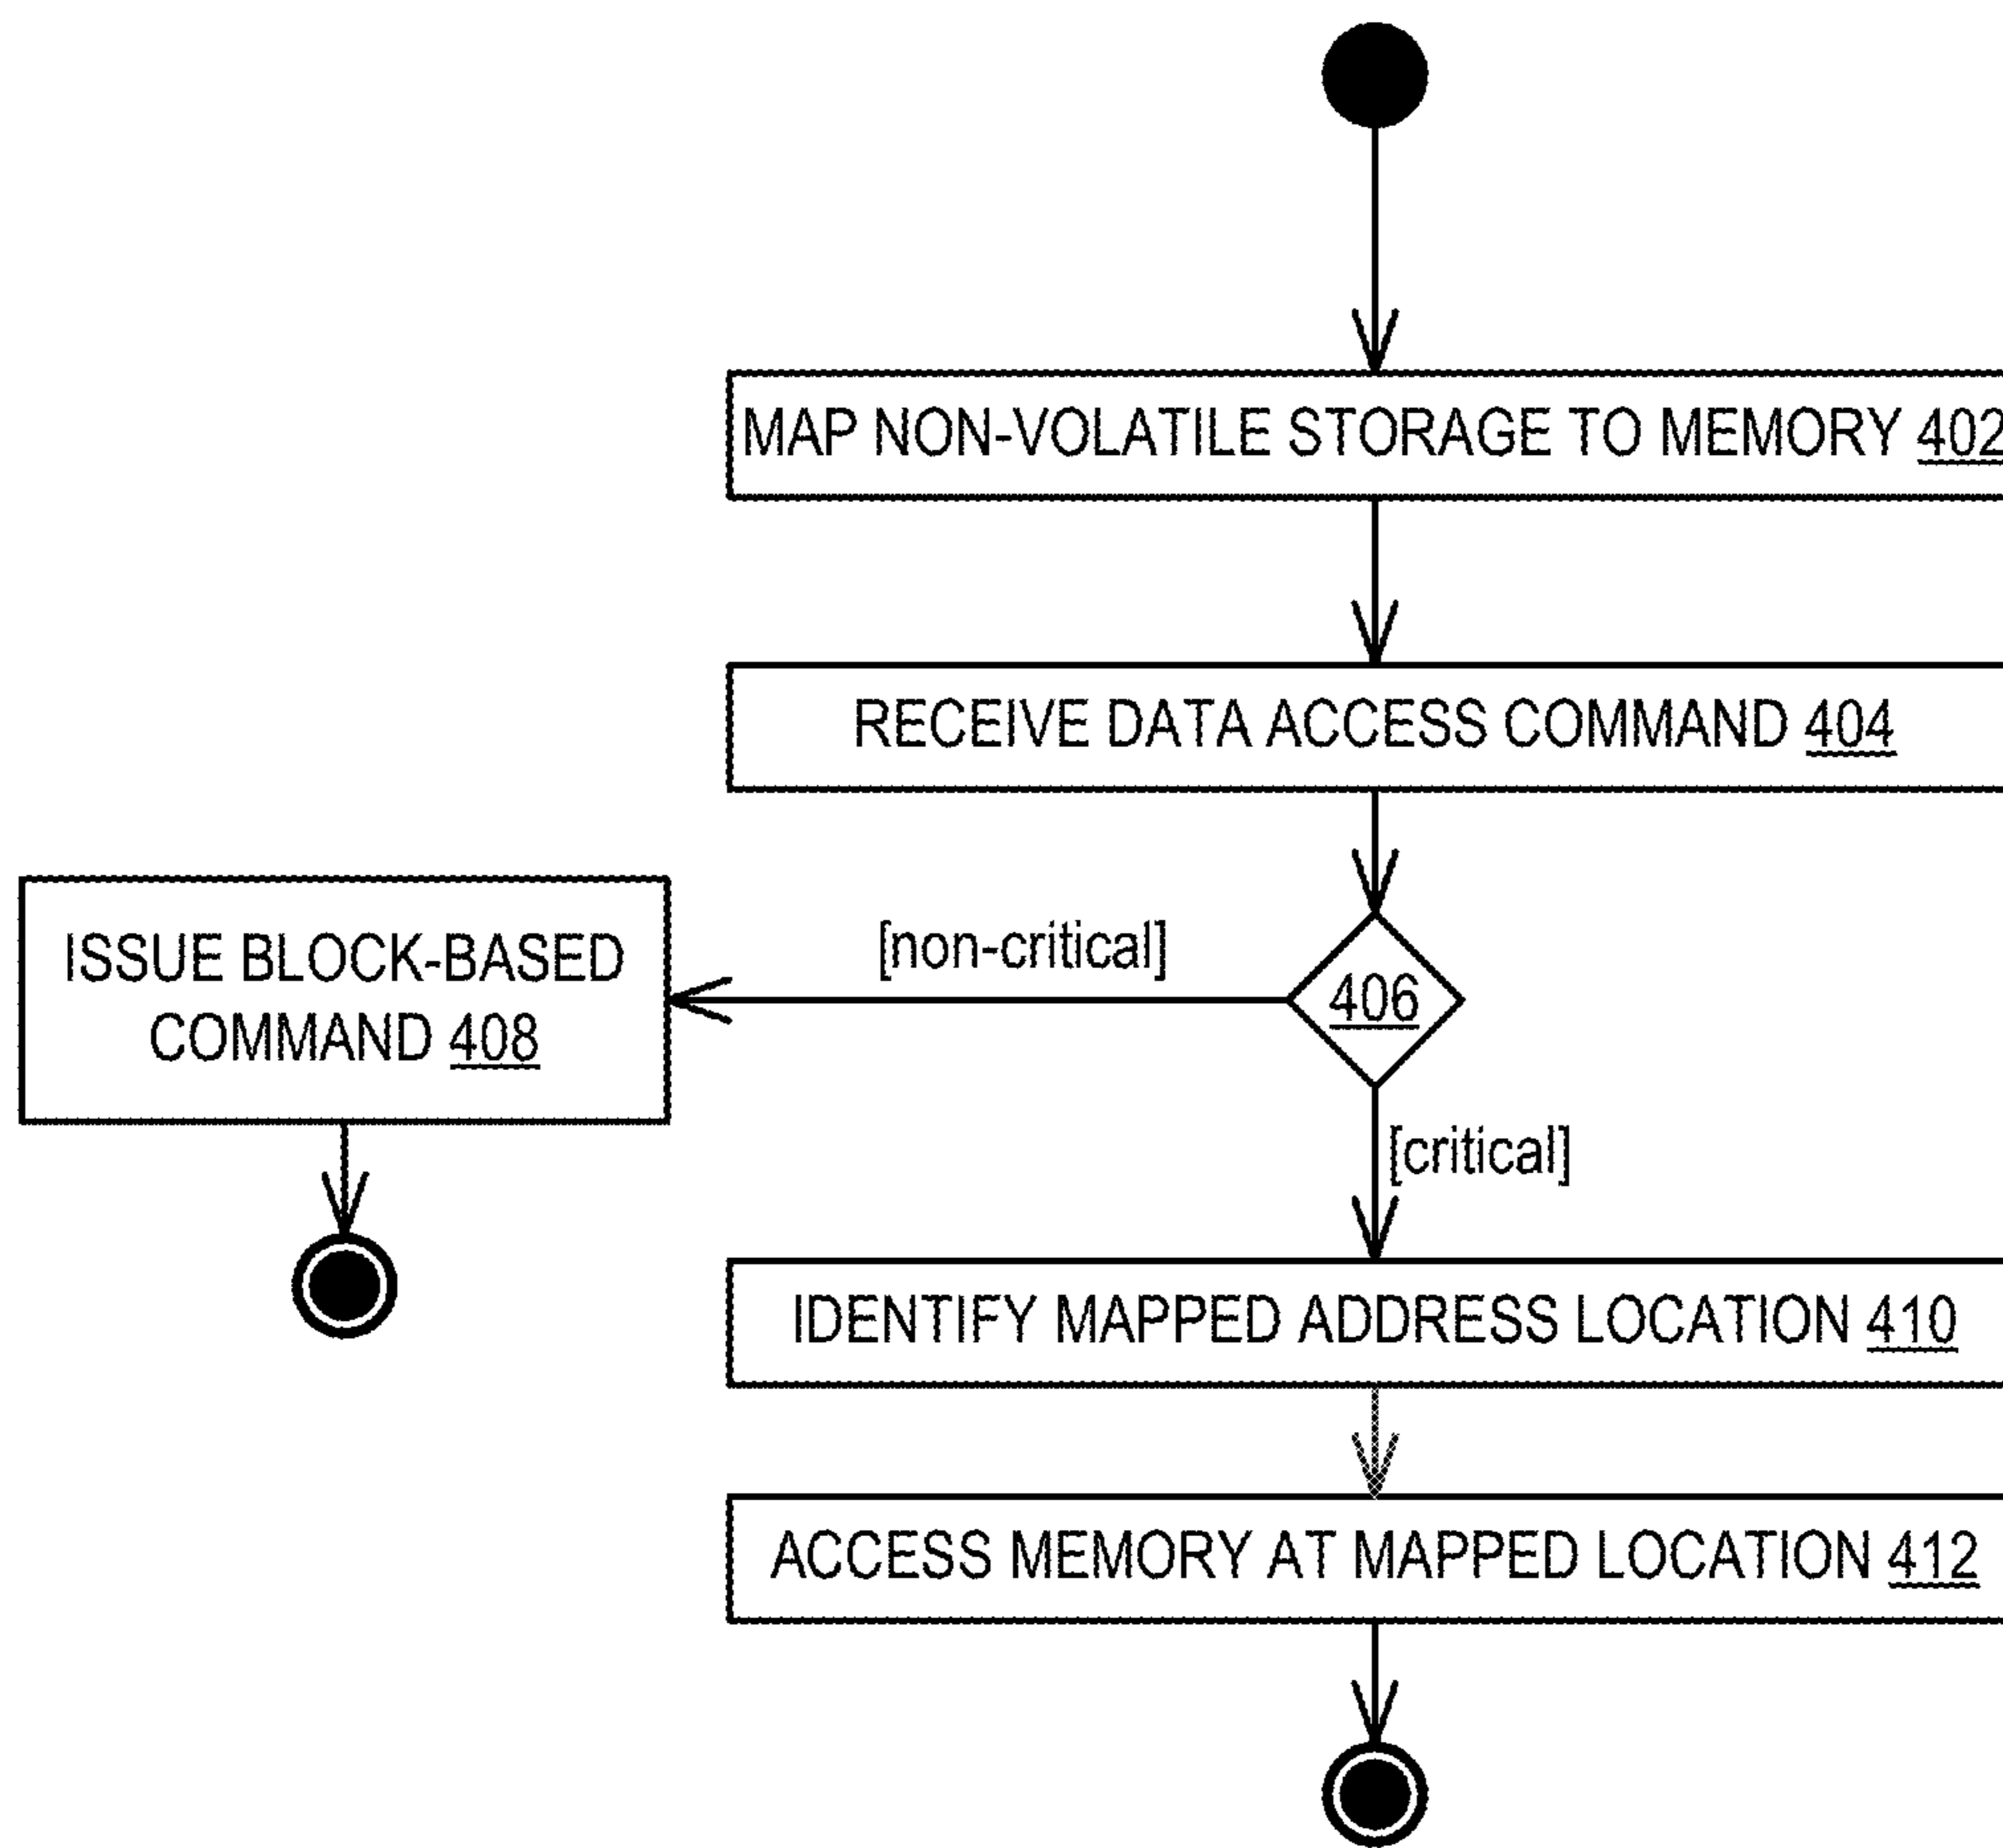 MAP NON-VOLATILE STORAGE TO MEMORY 402
RECEIVE DATA ACCESS COMMAND 404
ISSUE BLOCK-BASED
COMMAND 408
[non-critical]
406
[critical]
IDENTIFY MAPPED ADDRESS LOCATION 410
ACCESS MEMORY AT MAPPED LOCATION 412